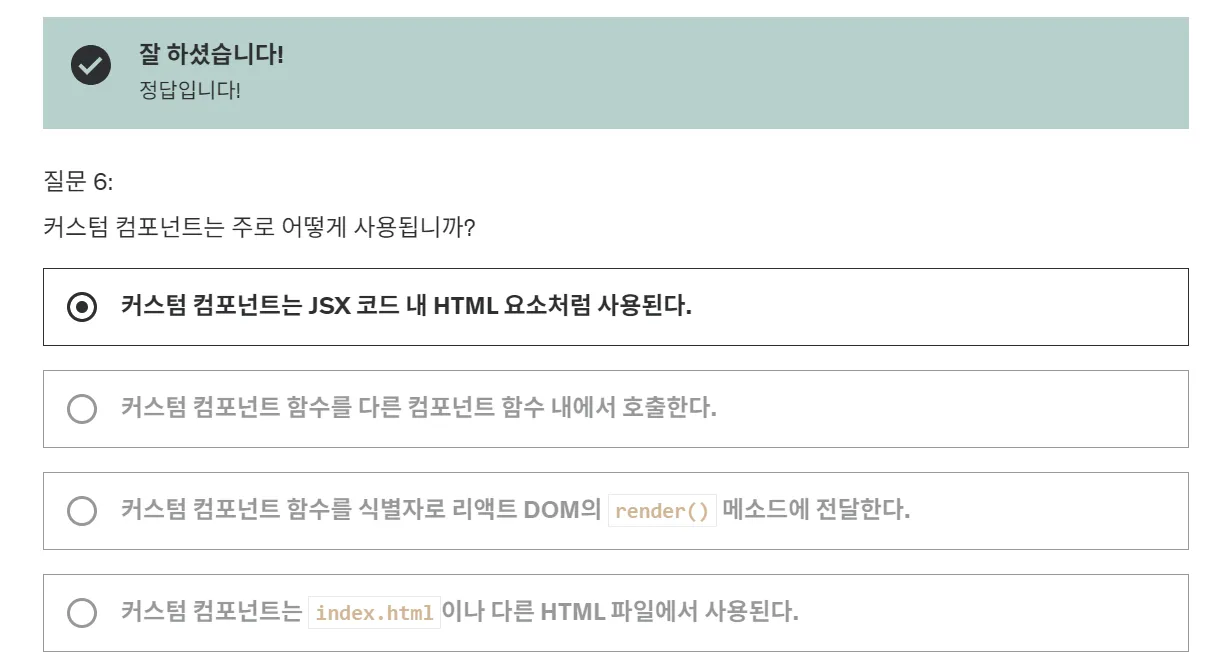 잘 하셨습니다!
정답입니다!
질문 6:
커스텀 컴포넌트는 주로 어떻게 사용됩니까?
커스텀 컴포넌트는 JSX 코드 내 HTML 요소처럼 사용된다.
커스텀 컴포넌트 함수를 다른 컴포넌트 함수 내에서 호출한다.
커스텀 컴포넌트 함수를 식별자로 리액트 DOM의 render() 메소드에 전달한다.
커스텀 컴포넌트는 index.html이나 다른 HTML 파일에서 사용된다.